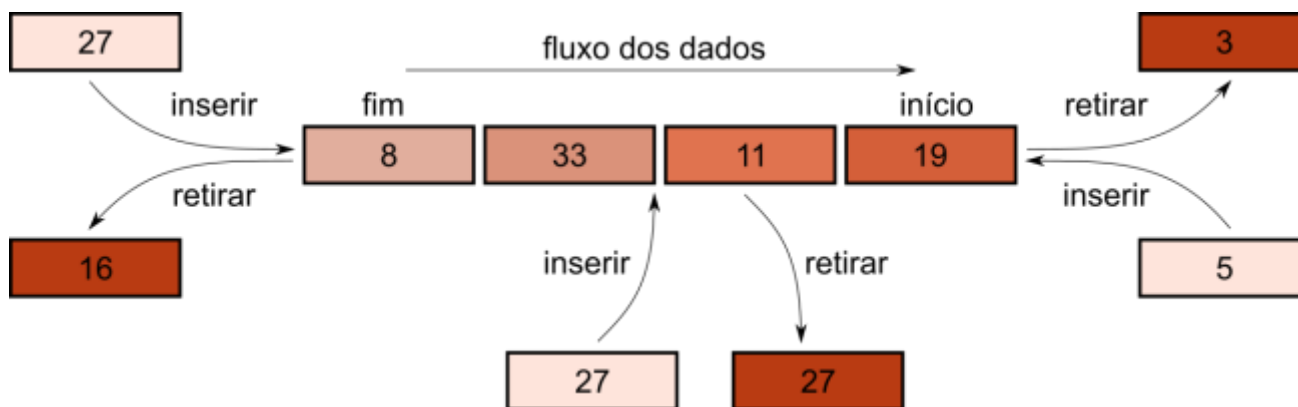 27
fluxo dos dados
3
inserir
fim
início
retirar
8
33
11
19
retirar
inserir
16
inserir
retirar
5
27
27